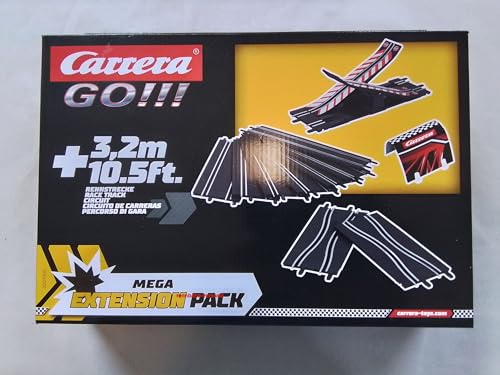 Carrera®
GO!!!
+ 3,2m
10.5ft.
RENNSTRECKE
RACE TRACK
CIRCUIT
CIRCUITO DE CARRERAS
PERCORSO DI GARA
Carrera
MEGA
EXTENSION PACK
carrera-toys.com